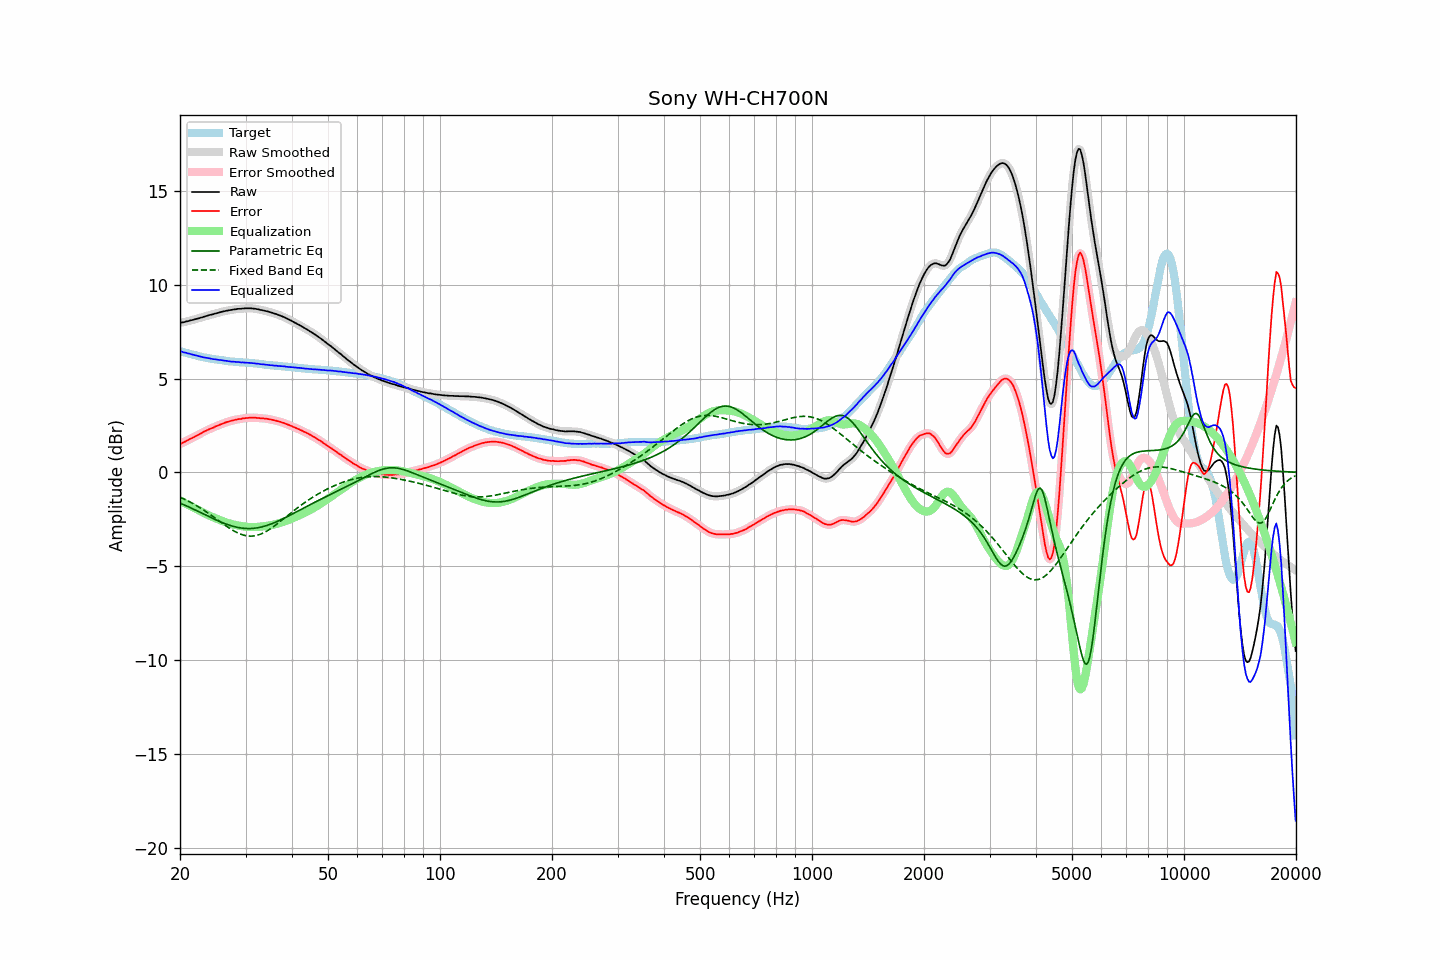 Sony WH-CH700N
Target
Raw Smoothed
Error Smoothed
Raw
Error
Equalization
Parametric Eq
Fixed Band Eq
Equalized
Amplitude (dBr)
15
10
5
0
−5
−10
−15
−20
20 50 100 200 500 1000 2000 5000 10000 20000
Frequency (Hz)